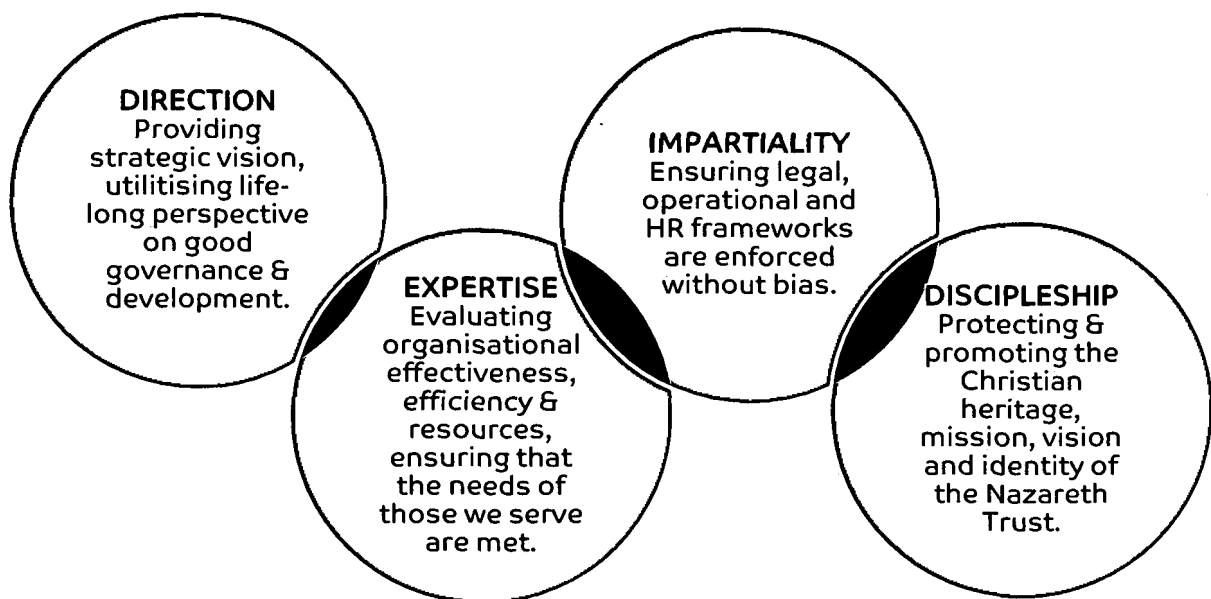 DIRECTION
Providing
strategic vision,
utilitising life-
long perspective
on good
governance &
development.
EXPERTISE
Evaluating
organisational
effectiveness,
efficiency &
resources,
ensuring that
the needs of
those we serve
are met.
IMPARTIALITY
Ensuring legal,
operational and
HR frameworks
are enforced
without bias.
DISCIPLESHIP
Protecting &
promoting the
Christian
heritage,
mission, vision
and identity of
the Nazareth
Trust.